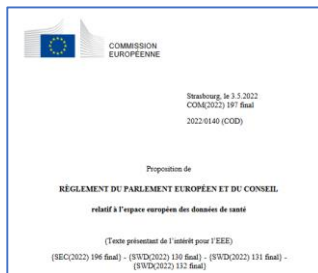 COMMISSION
EUROPÉENNE
Strasbourg, le 3.5.2022
COM(2022) 197 final
2022/0140 (COD)
Proposition de
RÈGLEMENT DU PARLEMENT EUROPÉEN ET DU CONSEIL
relatif à l'espace européen des données de santé
(Texte présentant de l'intérêt pour l'EEE)
{SEC(2022) 196 final} - {SWD(2022) 130 final} - {SWD(2022) 131 final} -
{SWD(2022) 132 final}